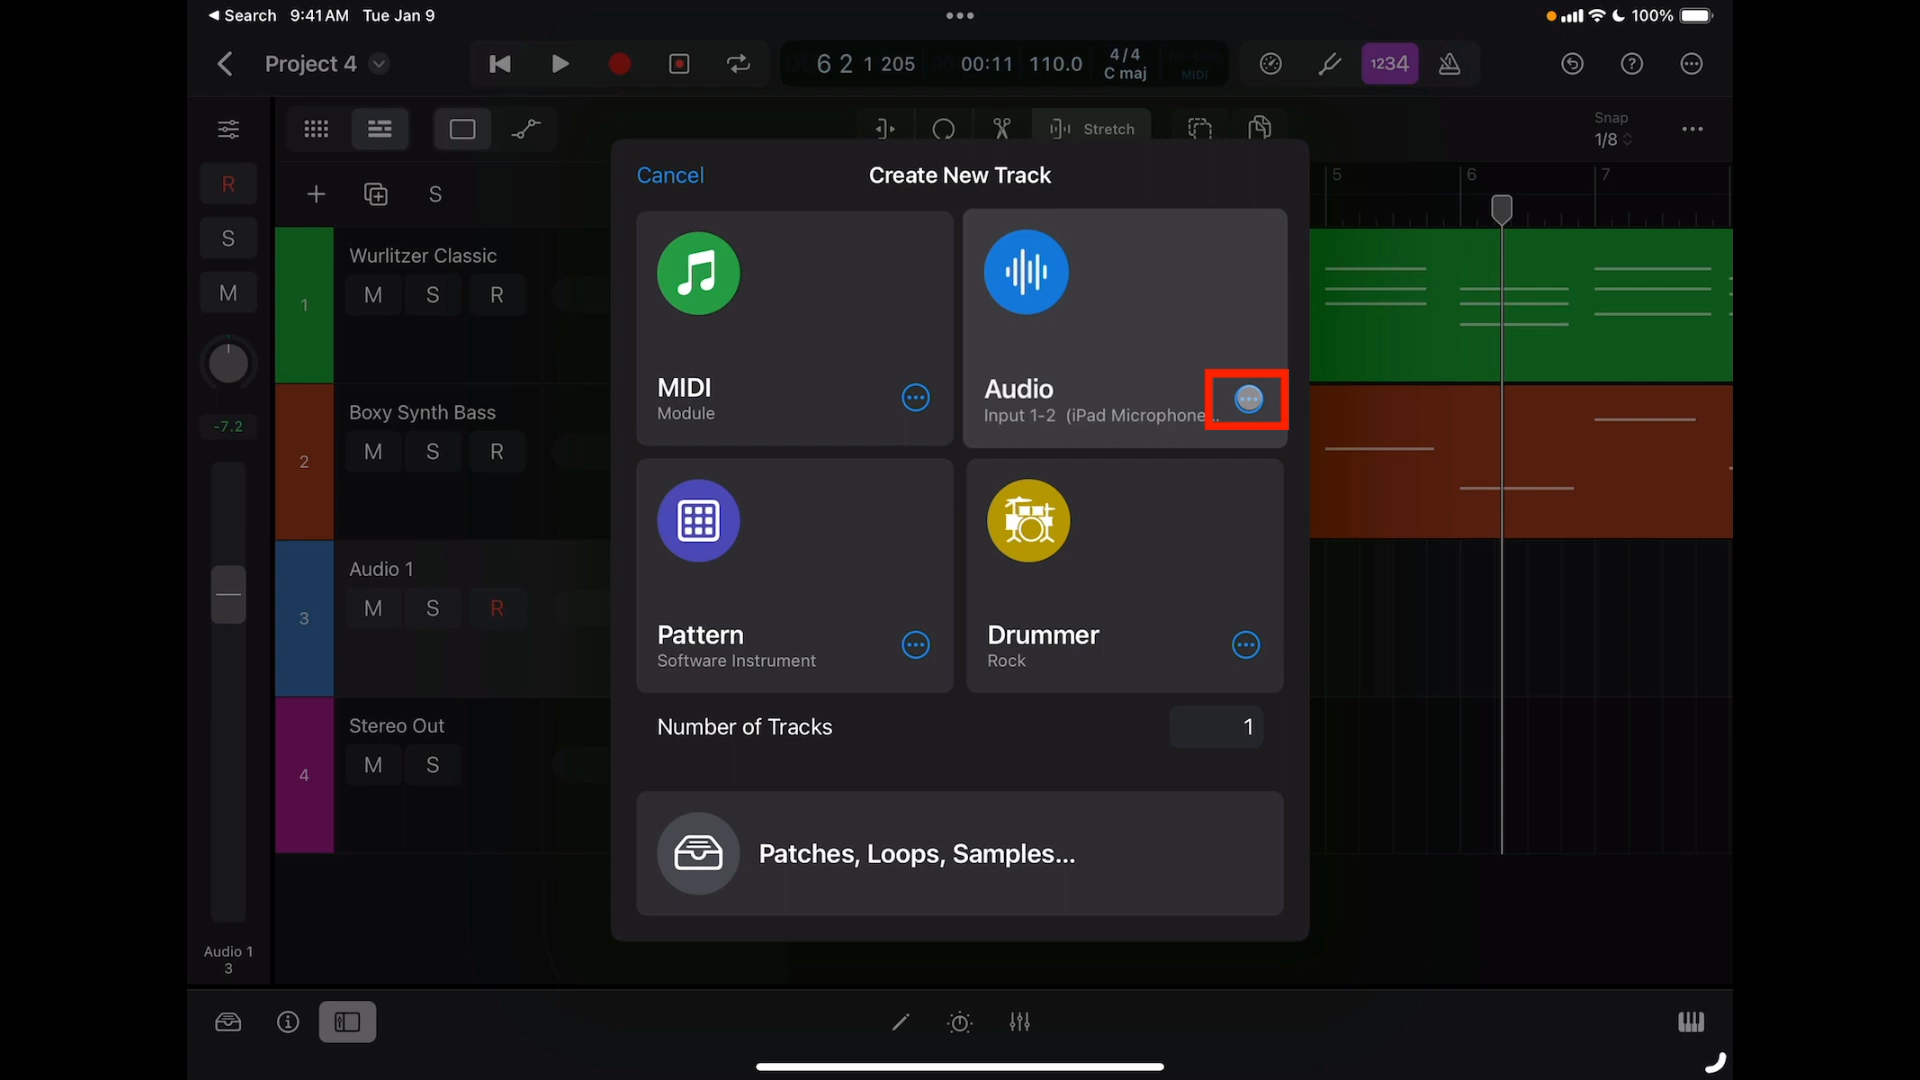 Search 9:41 AM Tue Jan 9
100%
Project 4
6 2 1 205
00:11
110.0
4/4
C maj
MIDI
1234
Stretch
Snap
1/8
R
S
M
-7.2
Audio 1
3
S
1
Wurlitzer Classic
M S R
2
Boxy Synth Bass
M S R
3
Audio 1
M S R
4
Stereo Out
M S
5 6 7
Cancel
Create New Track
MIDI
Module
Audio
Input 1-2 (iPad Microphone...
Pattern
Software Instrument
Drummer
Rock
Number of Tracks
1
Patches, Loops, Samples...